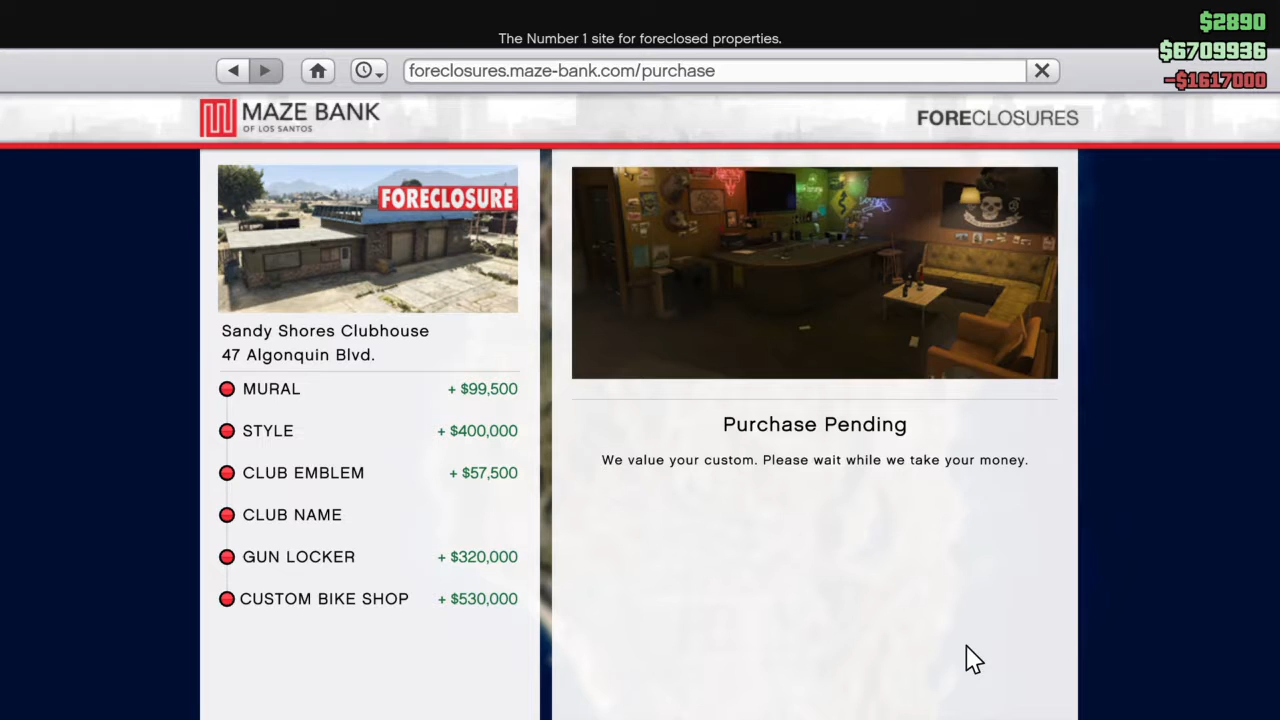 The Number 1 site for foreclosed properties.
$2890
$6709936
-$1617000
foreclosures.maze-bank.com/purchase
MAZE BANK
OF LOS SANTOS
FORECLOSURES
FORECLOSURE
Sandy Shores Clubhouse
47 Algonquin Blvd.
MURAL + $99,500
STYLE + $400,000
CLUB EMBLEM + $57,500
CLUB NAME
GUN LOCKER + $320,000
CUSTOM BIKE SHOP + $530,000
Purchase Pending
We value your custom. Please wait while we take your money.